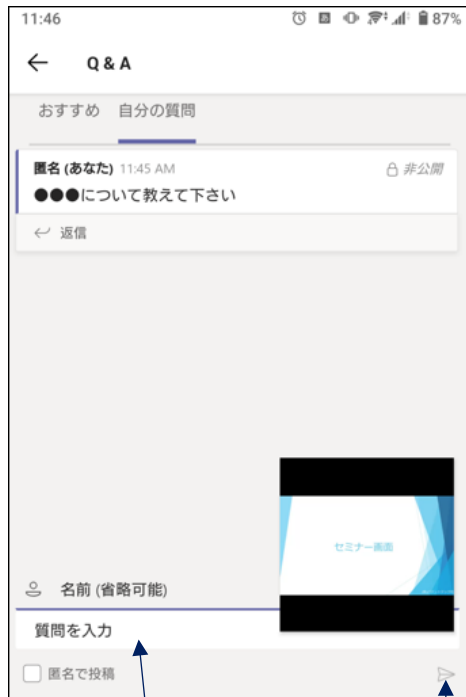 11:46
87%
Q & A
おすすめ 自分の質問
匿名 (あなた) 11:45 AM 非公開
●●●について教えて下さい
返信
セミナー画面
名前 (省略可能)
質問を入力
匿名で投稿